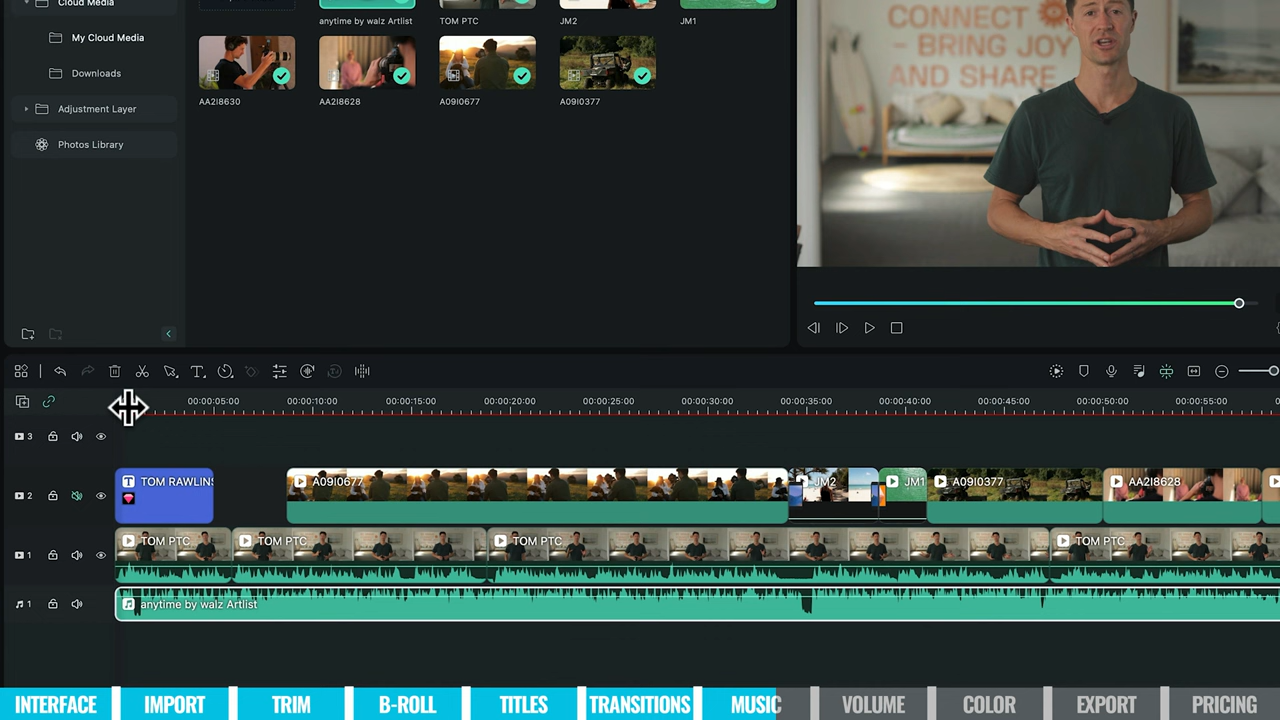 Cloud Media
My Cloud Media
Downloads
Adjustment Layer
Photos Library
anytime by walz Artlist
TOM PTC
JM2
JM1
AA2I8630
AA2I8628
A09I0677
A09I0377
CONNECT
– BRING JOY
AND SHARE
00:00:05:00
00:00:10:00
00:00:15:00
00:00:20:00
00:00:25:00
00:00:30:00
00:00:35:00
00:00:40:00
00:00:45:00
00:00:50:00
00:00:55:00
3
2
TOM RAWLINS
A09I0677
JM2
JM1
A09I0377
AA2I8628
1
TOM PTC
TOM PTC
TOM PTC
TOM PTC
1
anytime by walz Artlist
INTERFACE
IMPORT
TRIM
B-ROLL
TITLES
TRANSITIONS
MUSIC
VOLUME
COLOR
EXPORT
PRICING